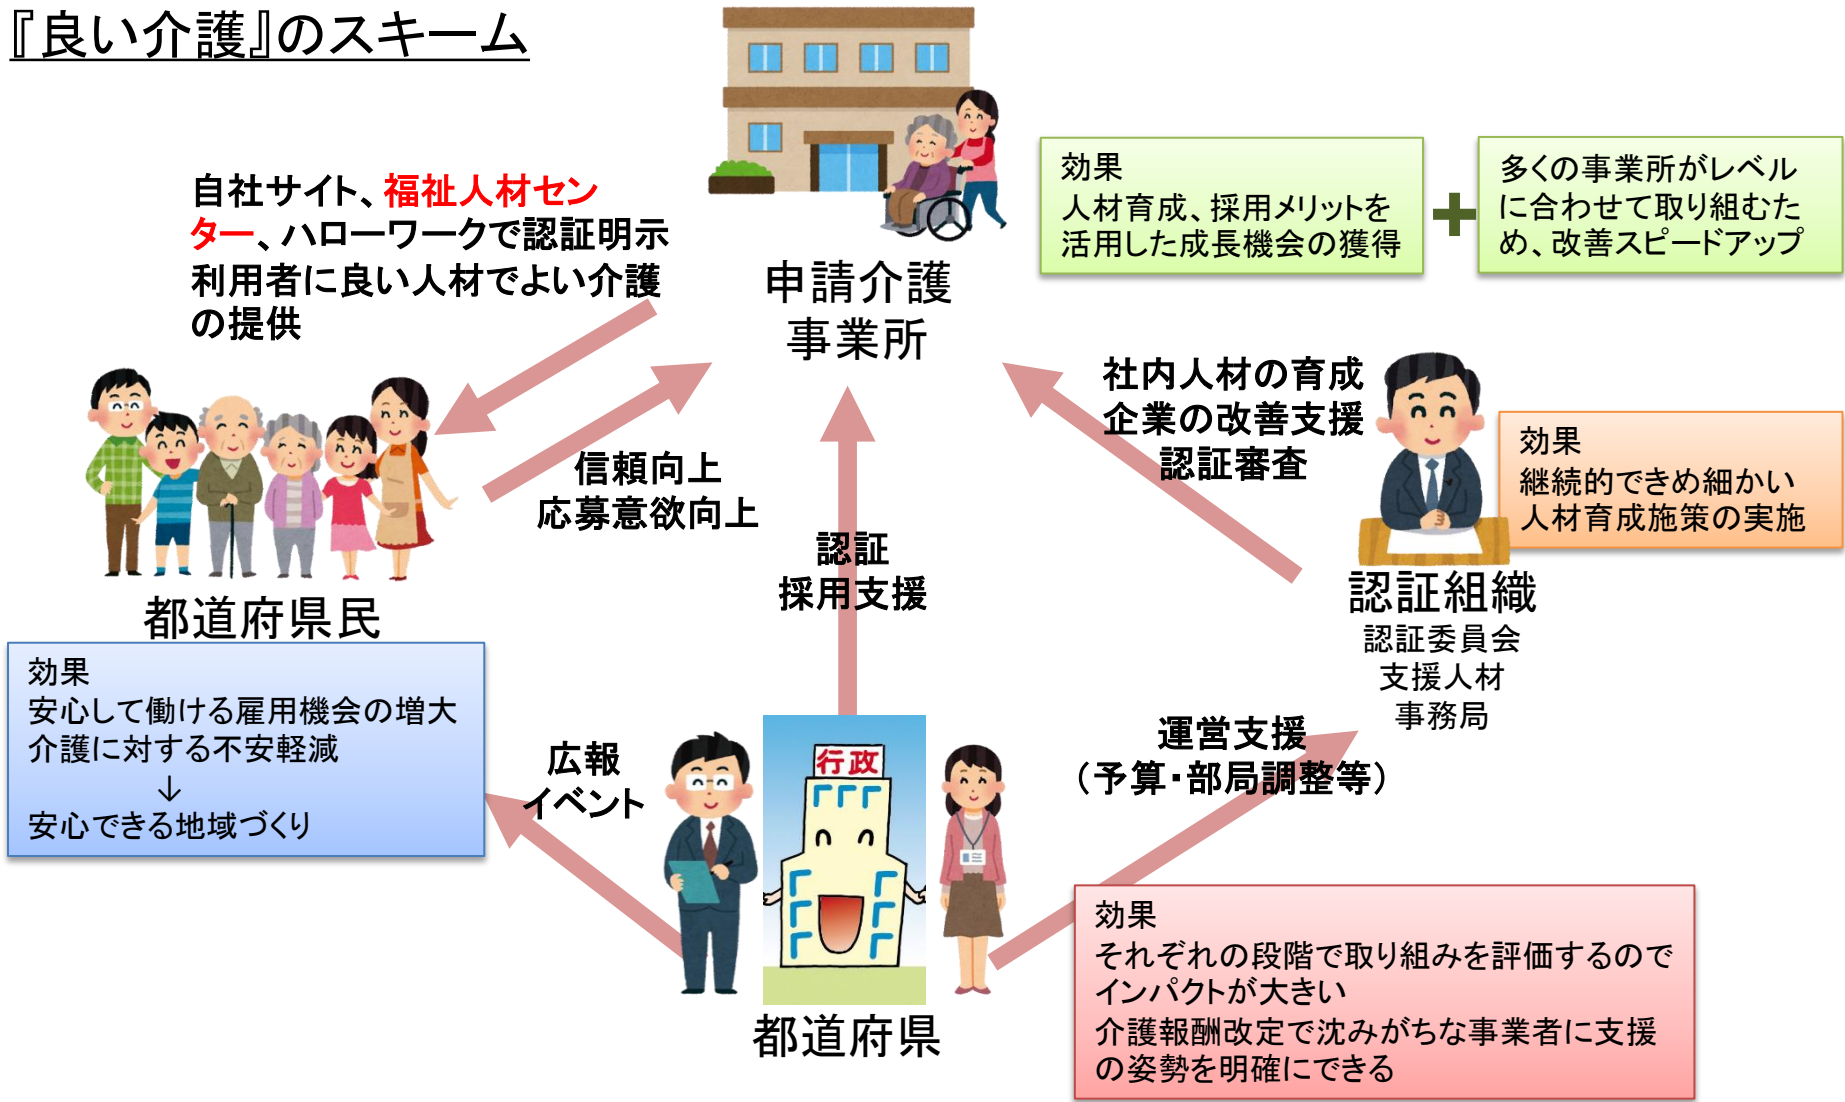 『良い介護』のスキーム
自社サイト、福祉人材セン
ター、ハローワークで認証明示
利用者に良い人材でよい介護
の提供
申請介護
事業所
効果
人材育成、採用メリットを
活用した成長機会の獲得
多くの事業所がレベル
に合わせて取り組むた
め、改善スピードアップ
社内人材の育成
企業の改善支援
認証審査
効果
継続的できめ細かい
人材育成施策の実施
信頼向上
応募意欲向上
認証
採用支援
都道府県民
認証組織
認証委員会
支援人材
事務局
効果
安心して働ける雇用機会の増大
介護に対する不安軽減
↓
安心できる地域づくり
広報
イベント
行政
運営支援
（予算・部局調整等）
都道府県
効果
それぞれの段階で取り組みを評価するので
インパクトが大きい
介護報酬改定で沈みがちな事業者に支援
の姿勢を明確にできる